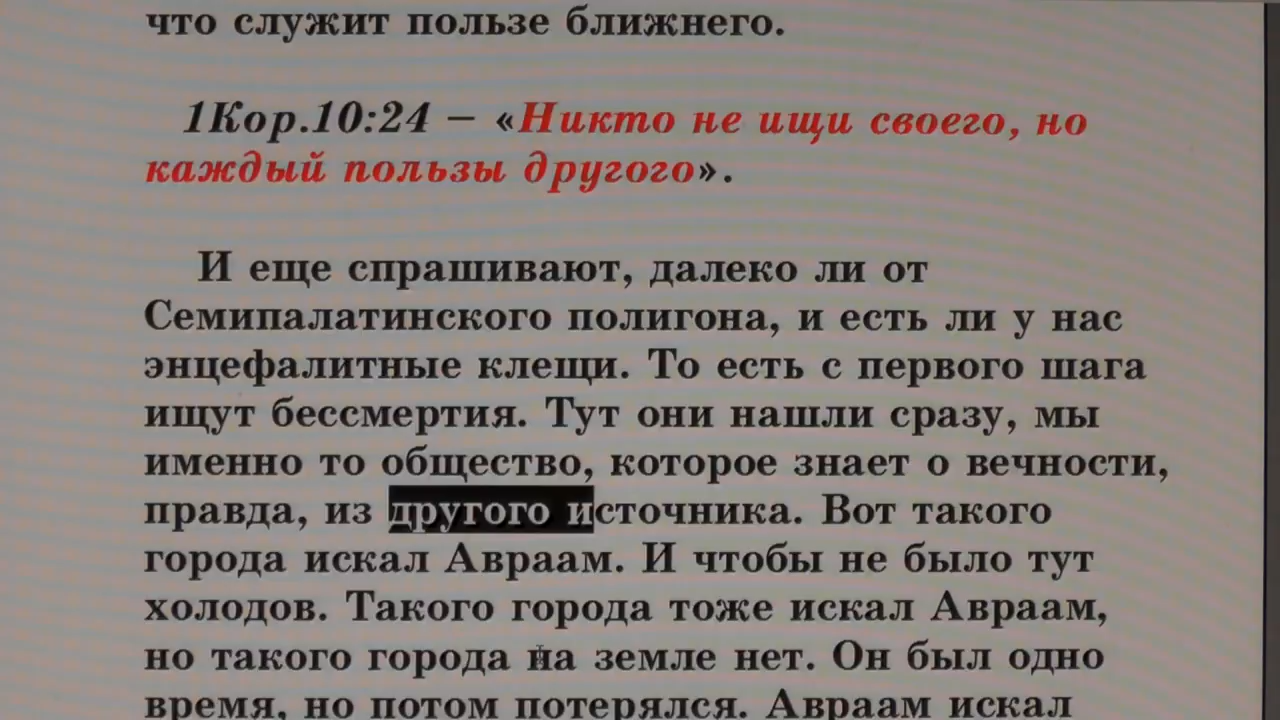 что служит пользе ближнего.
1Кор.10:24 – «Никто не ищи своего, но
каждый пользы другого».
И еще спрашивают, далеко ли от
Семипалатинского полигона, и есть ли у нас
энцефалитные клещи. То есть с первого шага
ищут бессмертия. Тут они нашли сразу, мы
именно то общество, которое знает о вечности,
правда, из другого источника. Вот такого
города искал Авраам. И чтобы не было тут
холодов. Такого города тоже искал Авраам,
но такого города на земле нет. Он был одно
время, но потом потерялся. Авраам искал